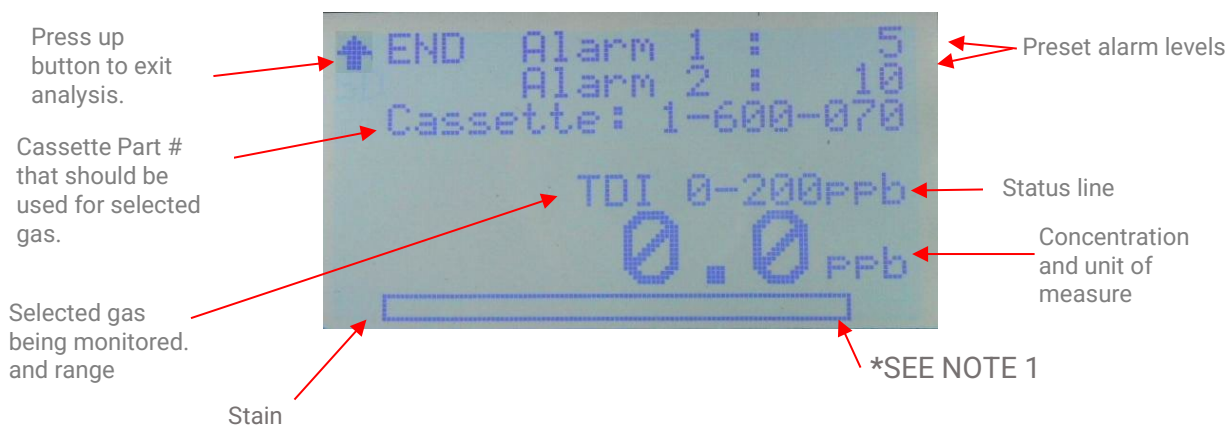 Press up
button to exit
analysis.
Cassette Part #
that should be
used for selected
gas.
Selected gas
being monitored.
and range
Stain
END Alarm 1 : 5
Alarm 2 : 10
Cassette: 1-600-070
TDI 0-200ppb
0.0 ppb
Preset alarm levels
Status line
Concentration
and unit of
measure
*SEE NOTE 1